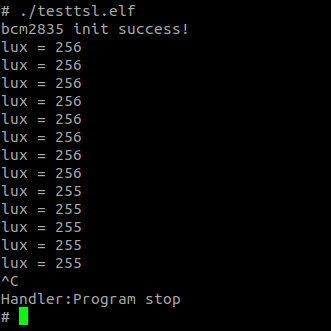 # ./testtsl.elf
bcm2835 init success!
lux = 256
lux = 256
lux = 256
lux = 256
lux = 256
lux = 256
lux = 256
lux = 256
lux = 255
lux = 255
lux = 255
lux = 255
lux = 255
^C
Handler:Program stop
#